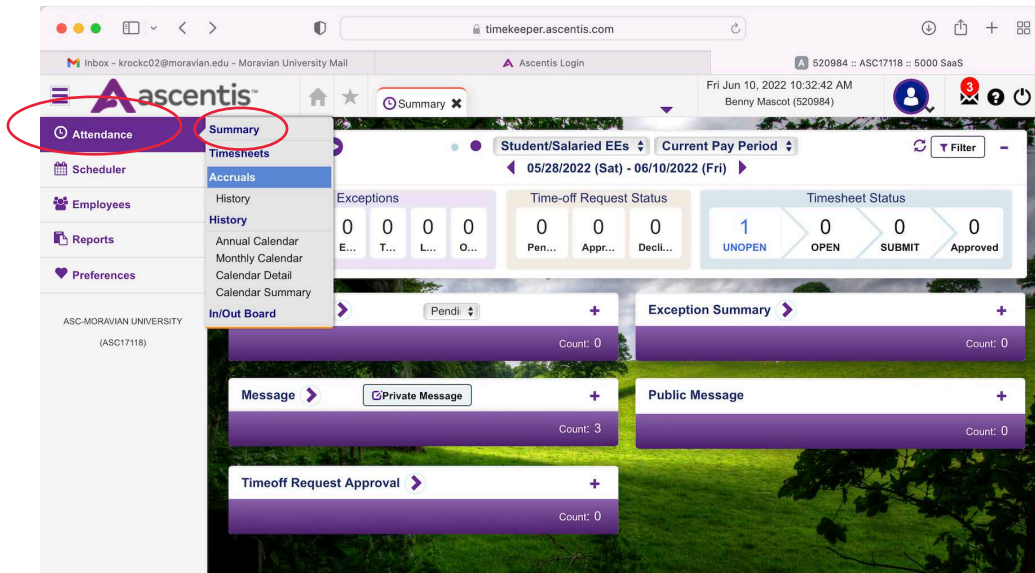 timekeeper.ascentis.com
Inbox - krockc02@moravian.edu - Moravian University Mail
Ascentis Login
A 520984 :: ASC17118 :: 5000 SaaS
ascentis™
Summary
Fri Jun 10, 2022 10:32:42 AM
Benny Mascot (520984)
3
Attendance
Scheduler
Employees
Reports
Preferences
ASC-MORAVIAN UNIVERSITY
(ASC17118)
Summary
Timesheets
Accruals
History
History
Annual Calendar
Monthly Calendar
Calendar Detail
Calendar Summary
In/Out Board
Student/Salaried EEs Current Pay Period
05/28/2022 (Sat) - 06/10/2022 (Fri)
Filter
Exceptions
0 0 0 0
E... T... L... O...
Time-off Request Status
0 0 0
Pen... Appr... Decli...
Timesheet Status
1 0 0 0
UNOPEN OPEN SUBMIT Approved
Pendi
Count: 0
Exception Summary
Count: 0
Message
Private Message
Count: 3
Public Message
Count: 0
Timeoff Request Approval
Count: 0